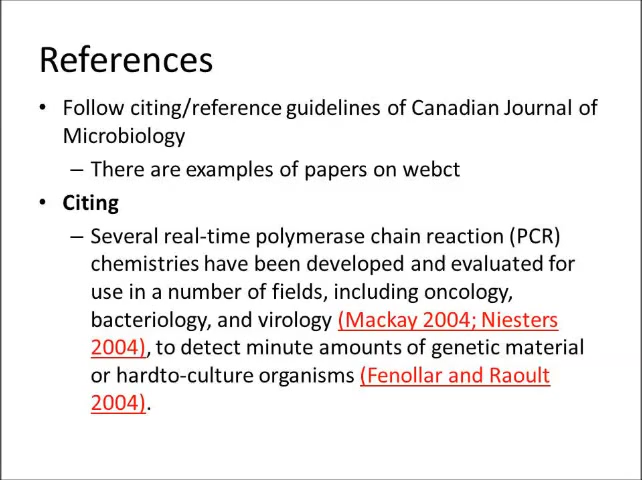 References
• Follow citing/reference guidelines of Canadian Journal of
Microbiology
– There are examples of papers on webct
• Citing
– Several real-time polymerase chain reaction (PCR)
chemistries have been developed and evaluated for
use in a number of fields, including oncology,
bacteriology, and virology (Mackay 2004; Niesters
2004), to detect minute amounts of genetic material
or hardto-culture organisms (Fenollar and Raoult
2004).